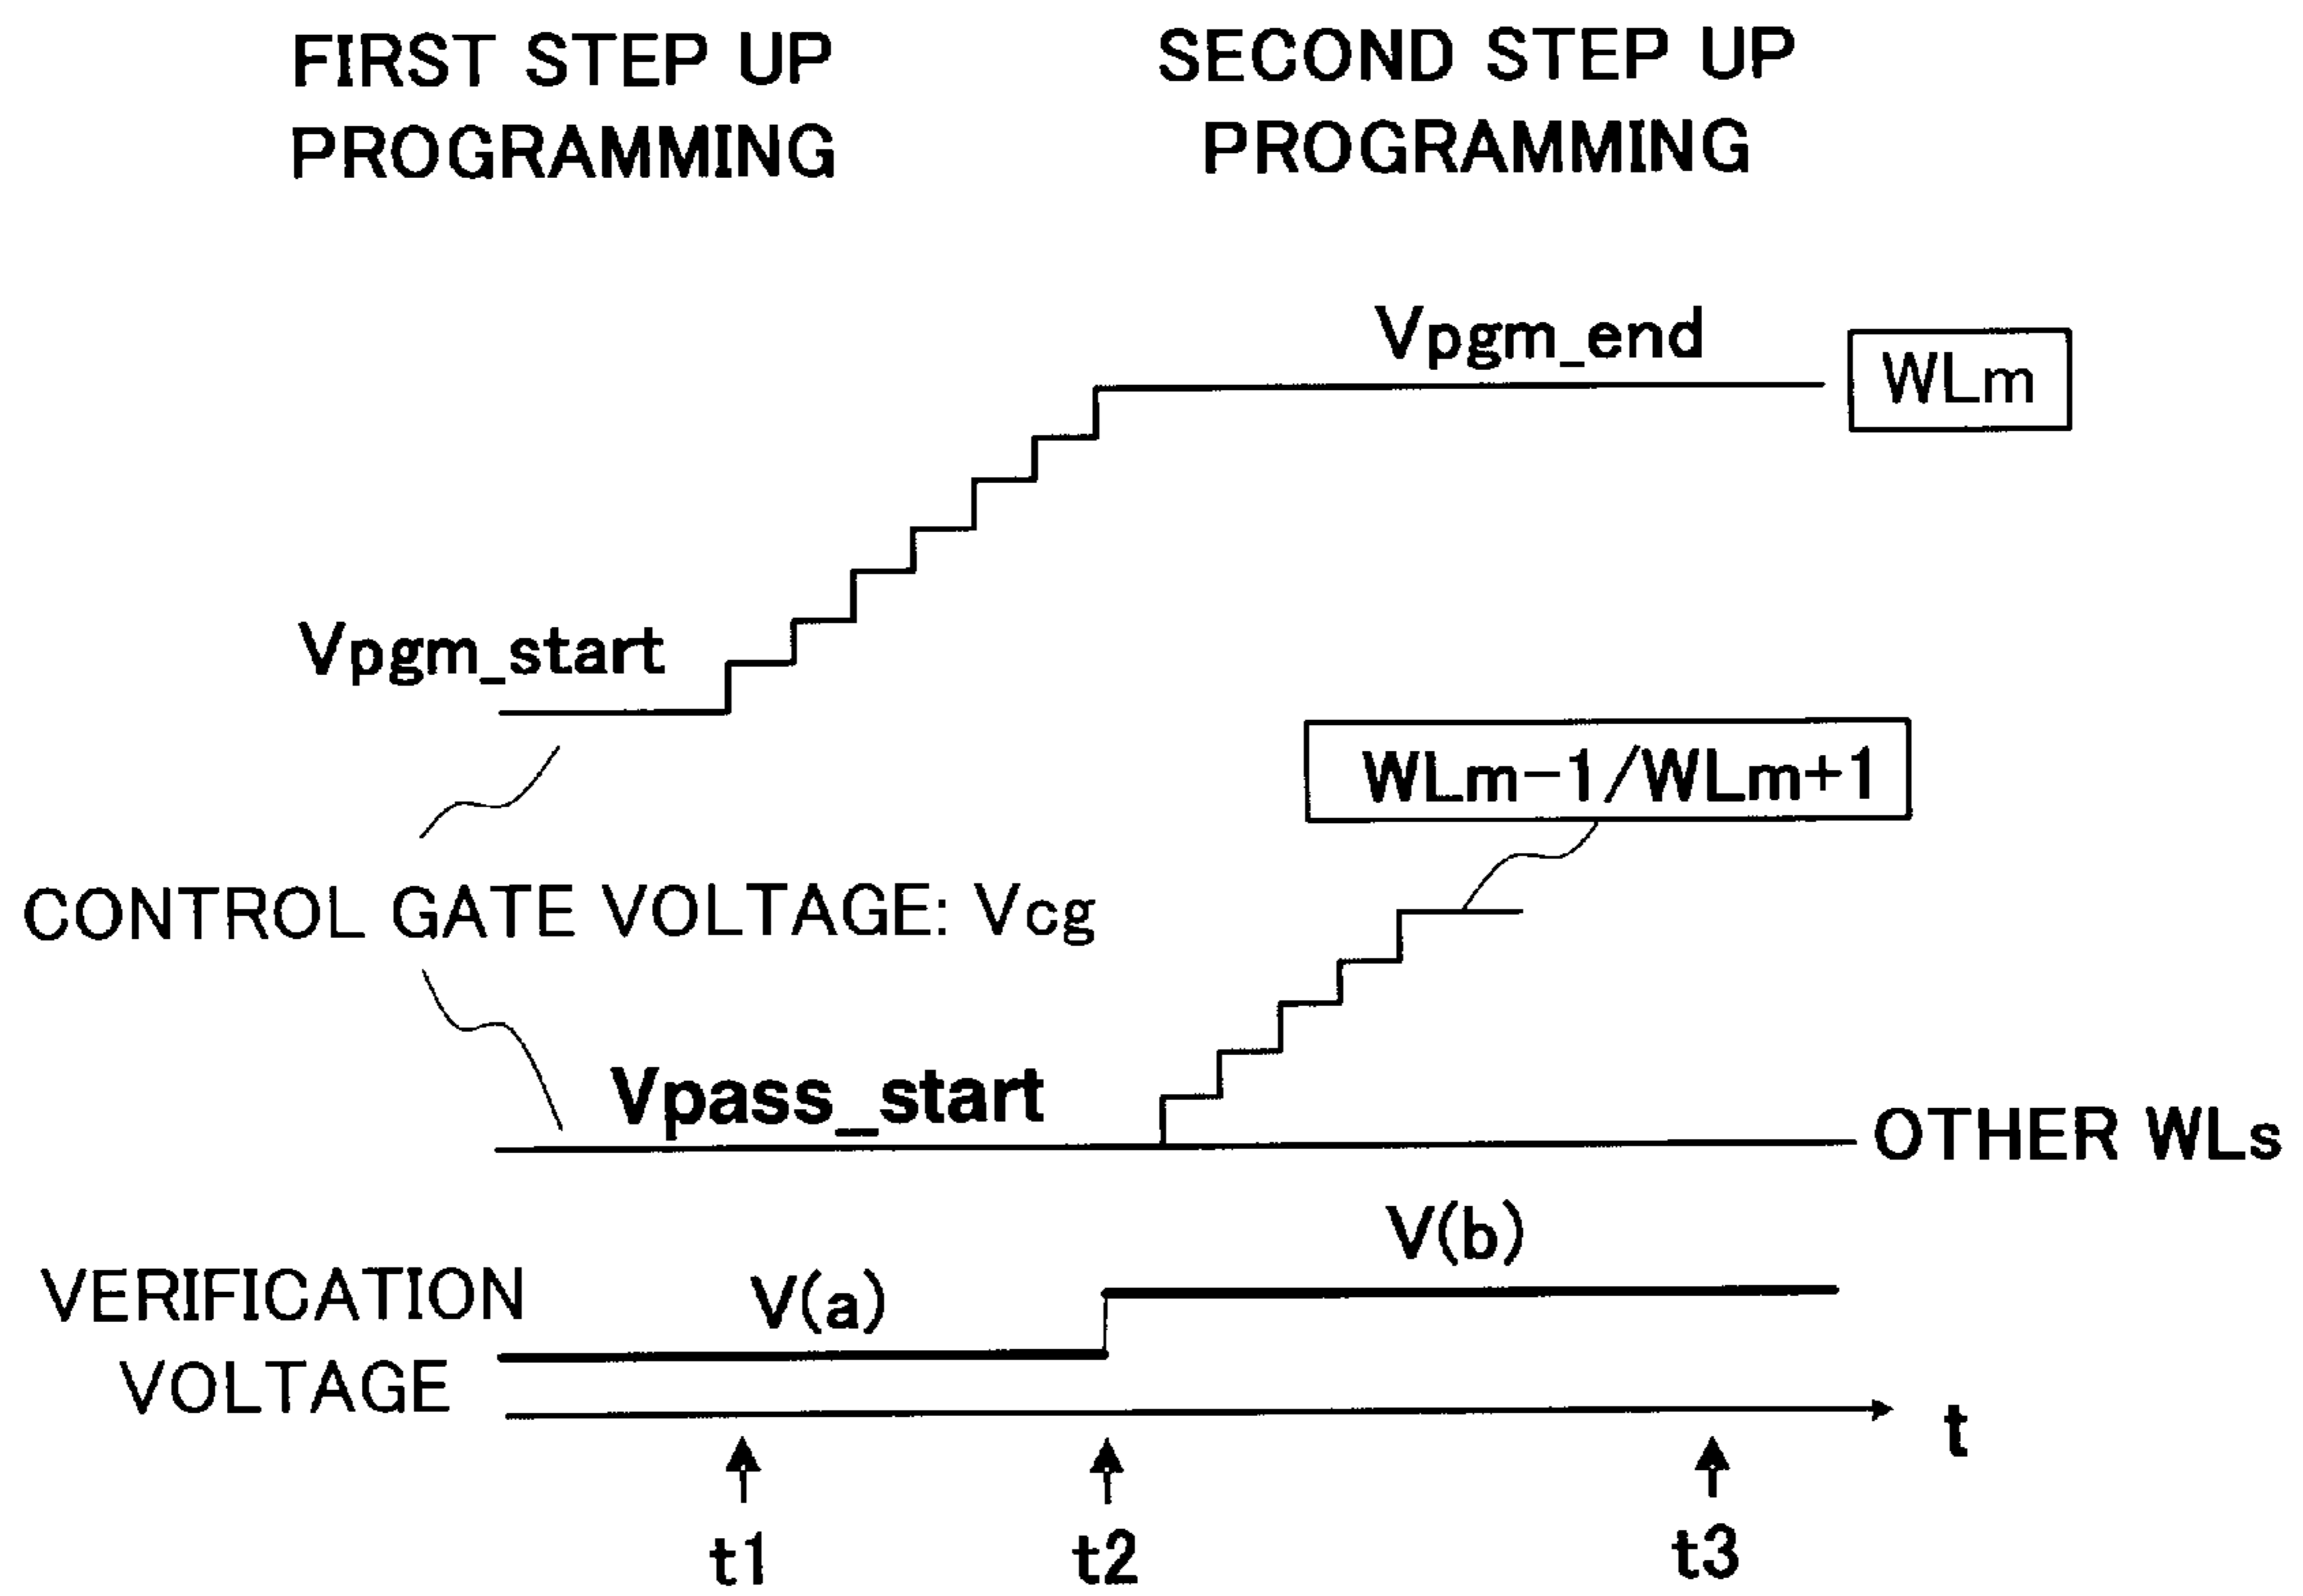 FIRST STEP UP
PROGRAMMING
SECOND STEP UP
PROGRAMMING
Vpgm_end
WLm
Vpgm_start
WLm-1/WLm+1
CONTROL GATE VOLTAGE: Vcg
Vpass_start
OTHER WLs
V(b)
VERIFICATION
VOLTAGE
V(a)
t
t1
t2
t3